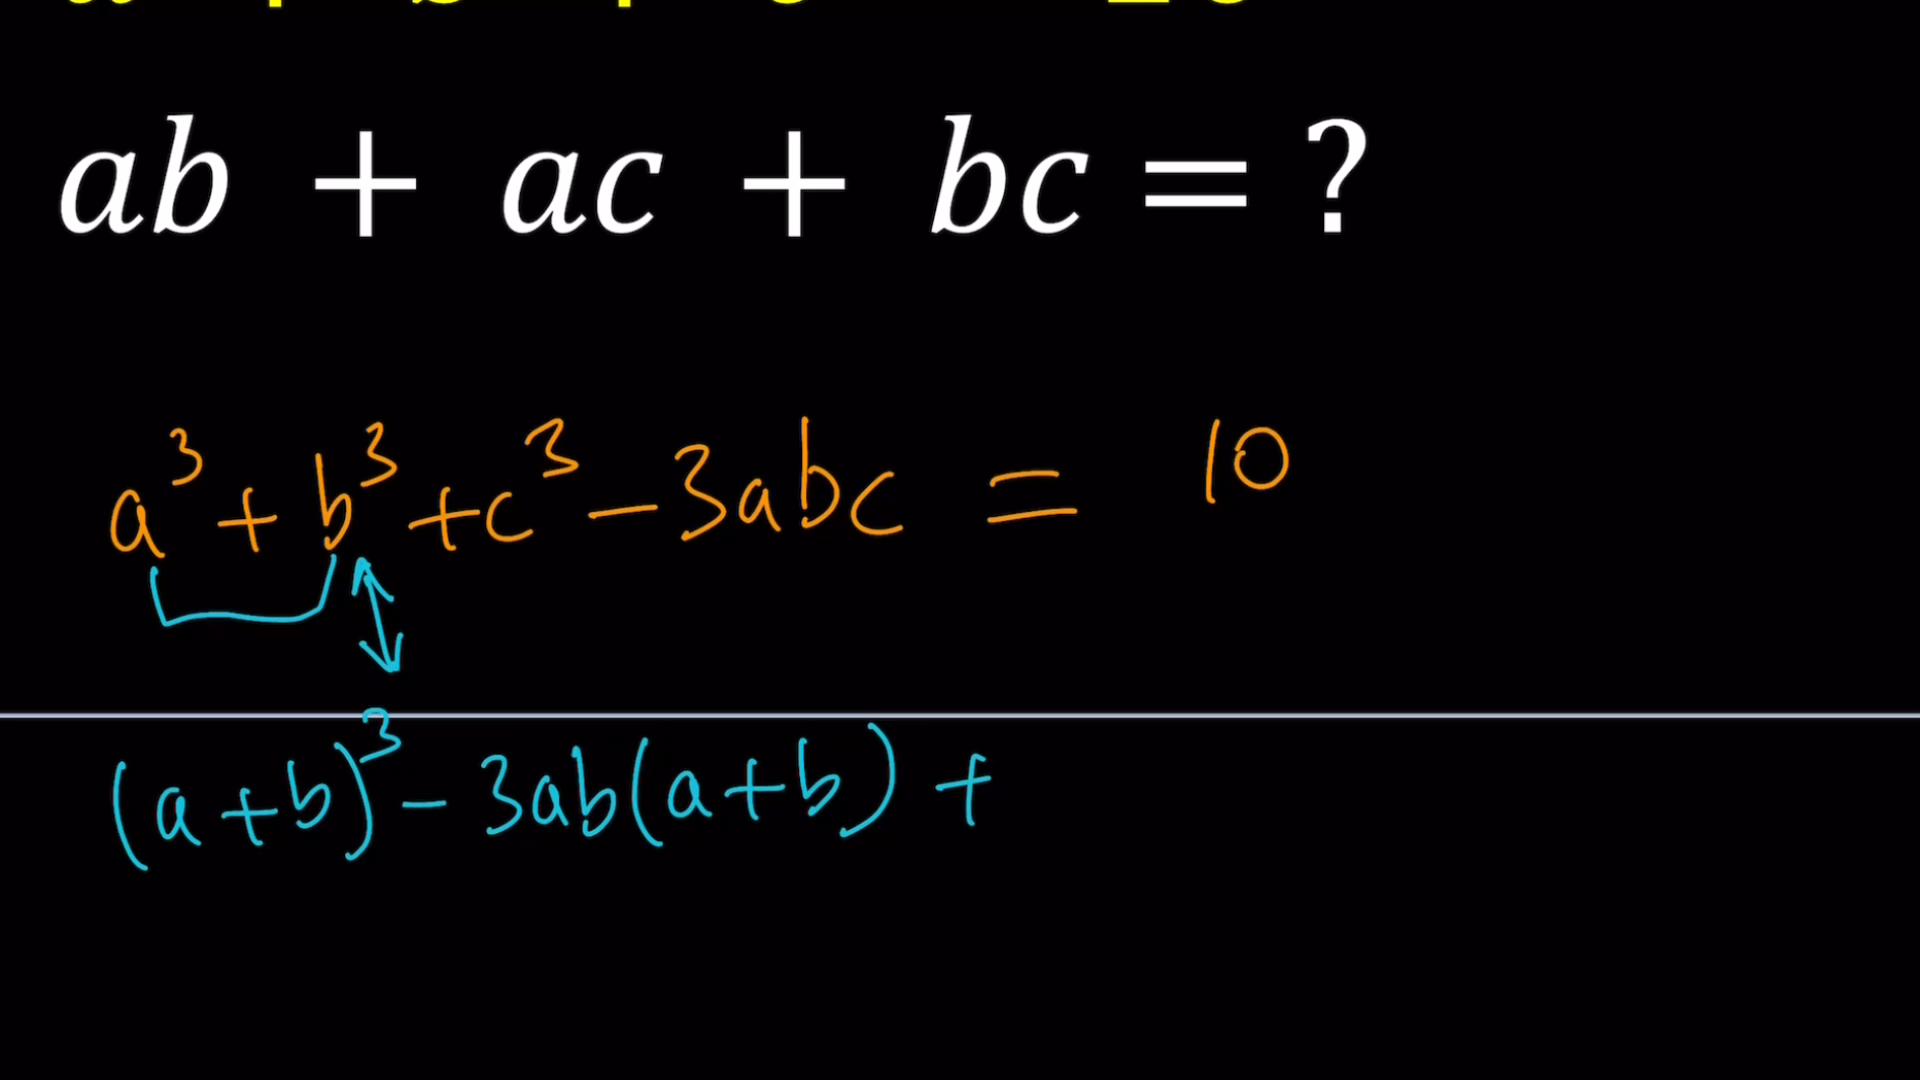 ab + ac + bc = ?
a³ + b³ + c³ − 3abc = 10
(a+b)³ − 3ab(a+b) +